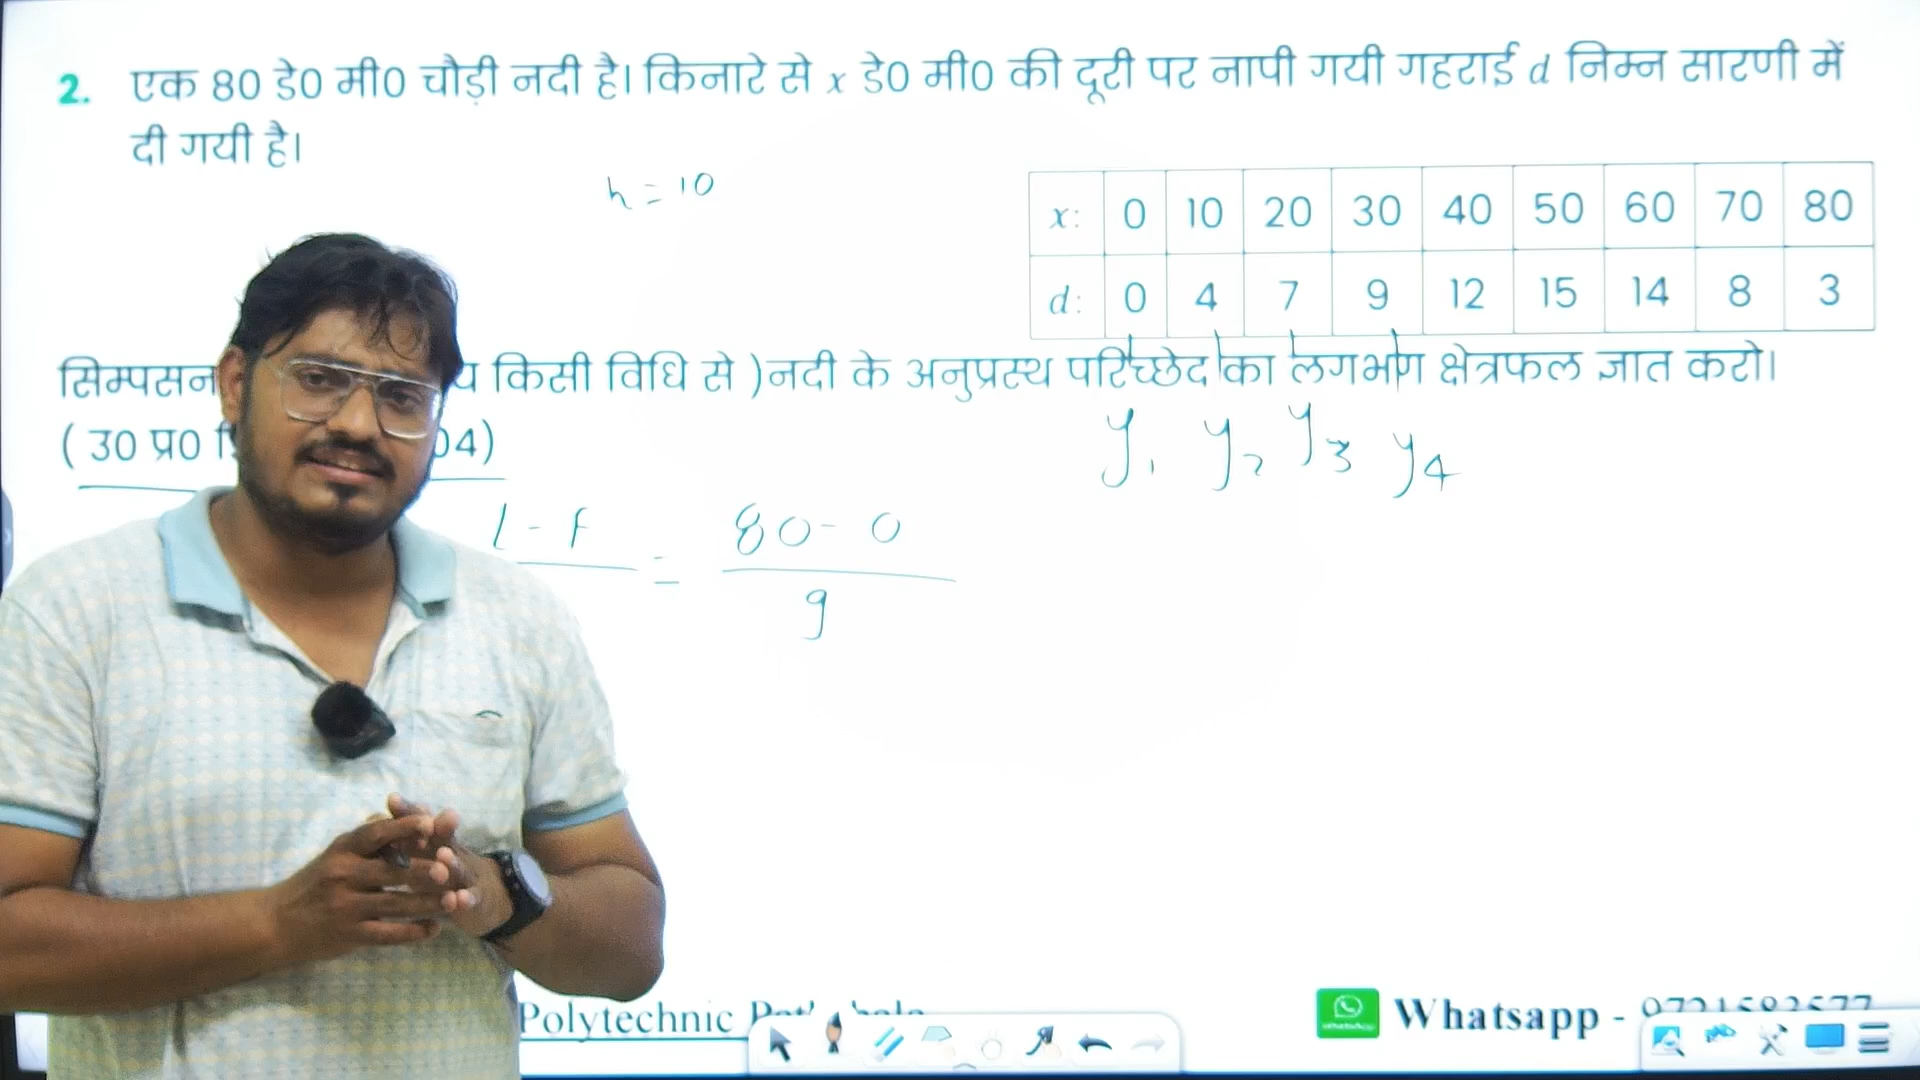 2. एक 80 डे0 मी0 चौड़ी नदी है। किनारे से x डे0 मी0 की दूरी पर नापी गयी गहराई d निम्न सारणी में
दी गयी है।
h = 10
x: 0 10 20 30 40 50 60 70 80
d: 0 4 7 9 12 15 14 8 3
सिम्पसन किसी विधि से )नदी के अनुप्रस्थ परिच्छेद का लगभग क्षेत्रफल ज्ञात करो।
( उ0 प्र0 04)
y1 y2 y3 y4
l - f = 80 - 0
9
Polytechnic
Whatsapp -